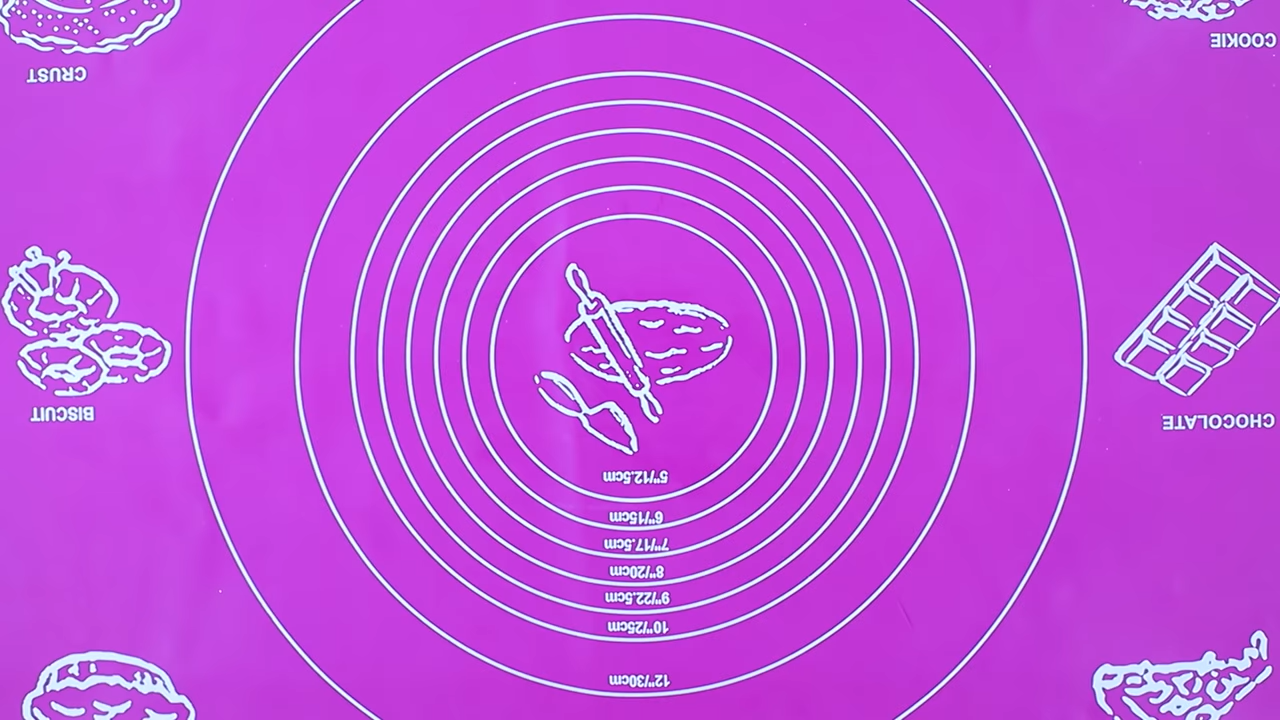 COOKIE
CRUST
BISCUIT
CHOCOLATE
5"/12.5cm
6"/15cm
7"/17.5cm
8"/20cm
9"/22.5cm
10"/25cm
12"/30cm